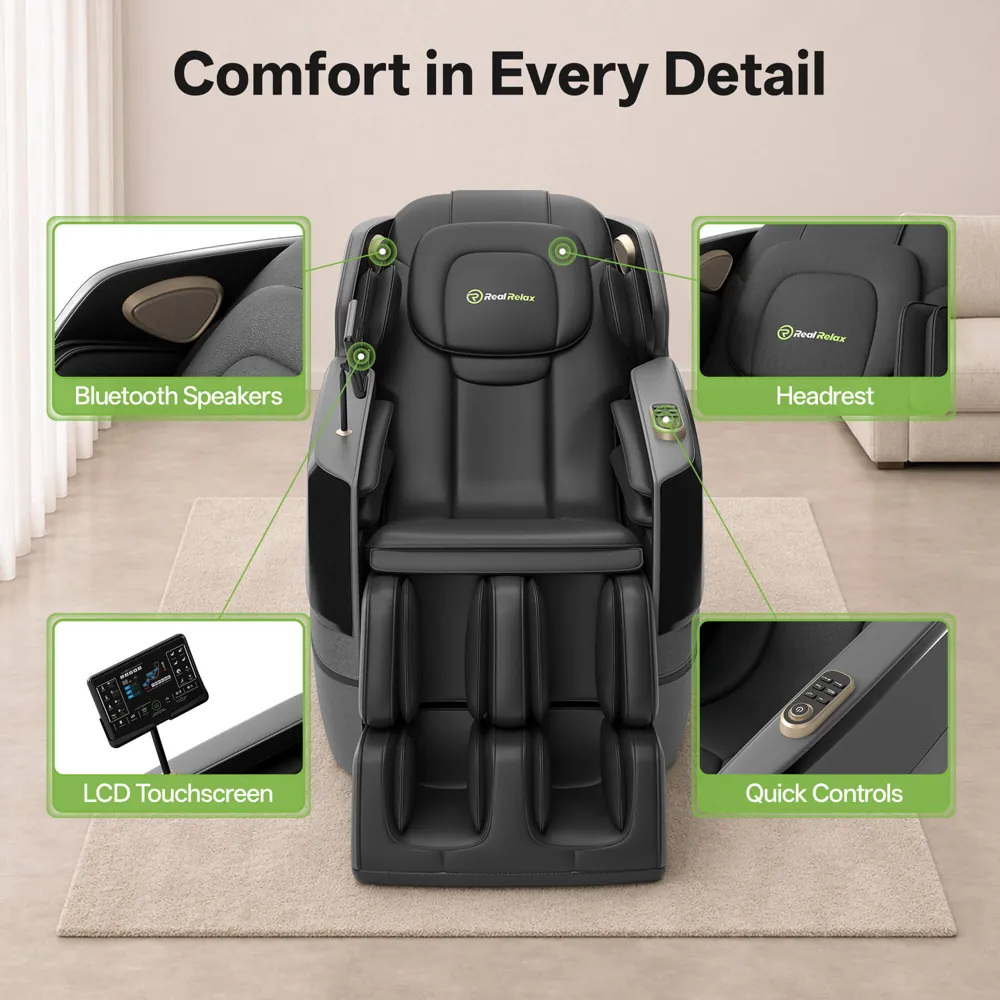 Comfort in Every Detail
Real Relax
Real Relax
Bluetooth Speakers
Headrest
LCD Touchscreen
Quick Controls